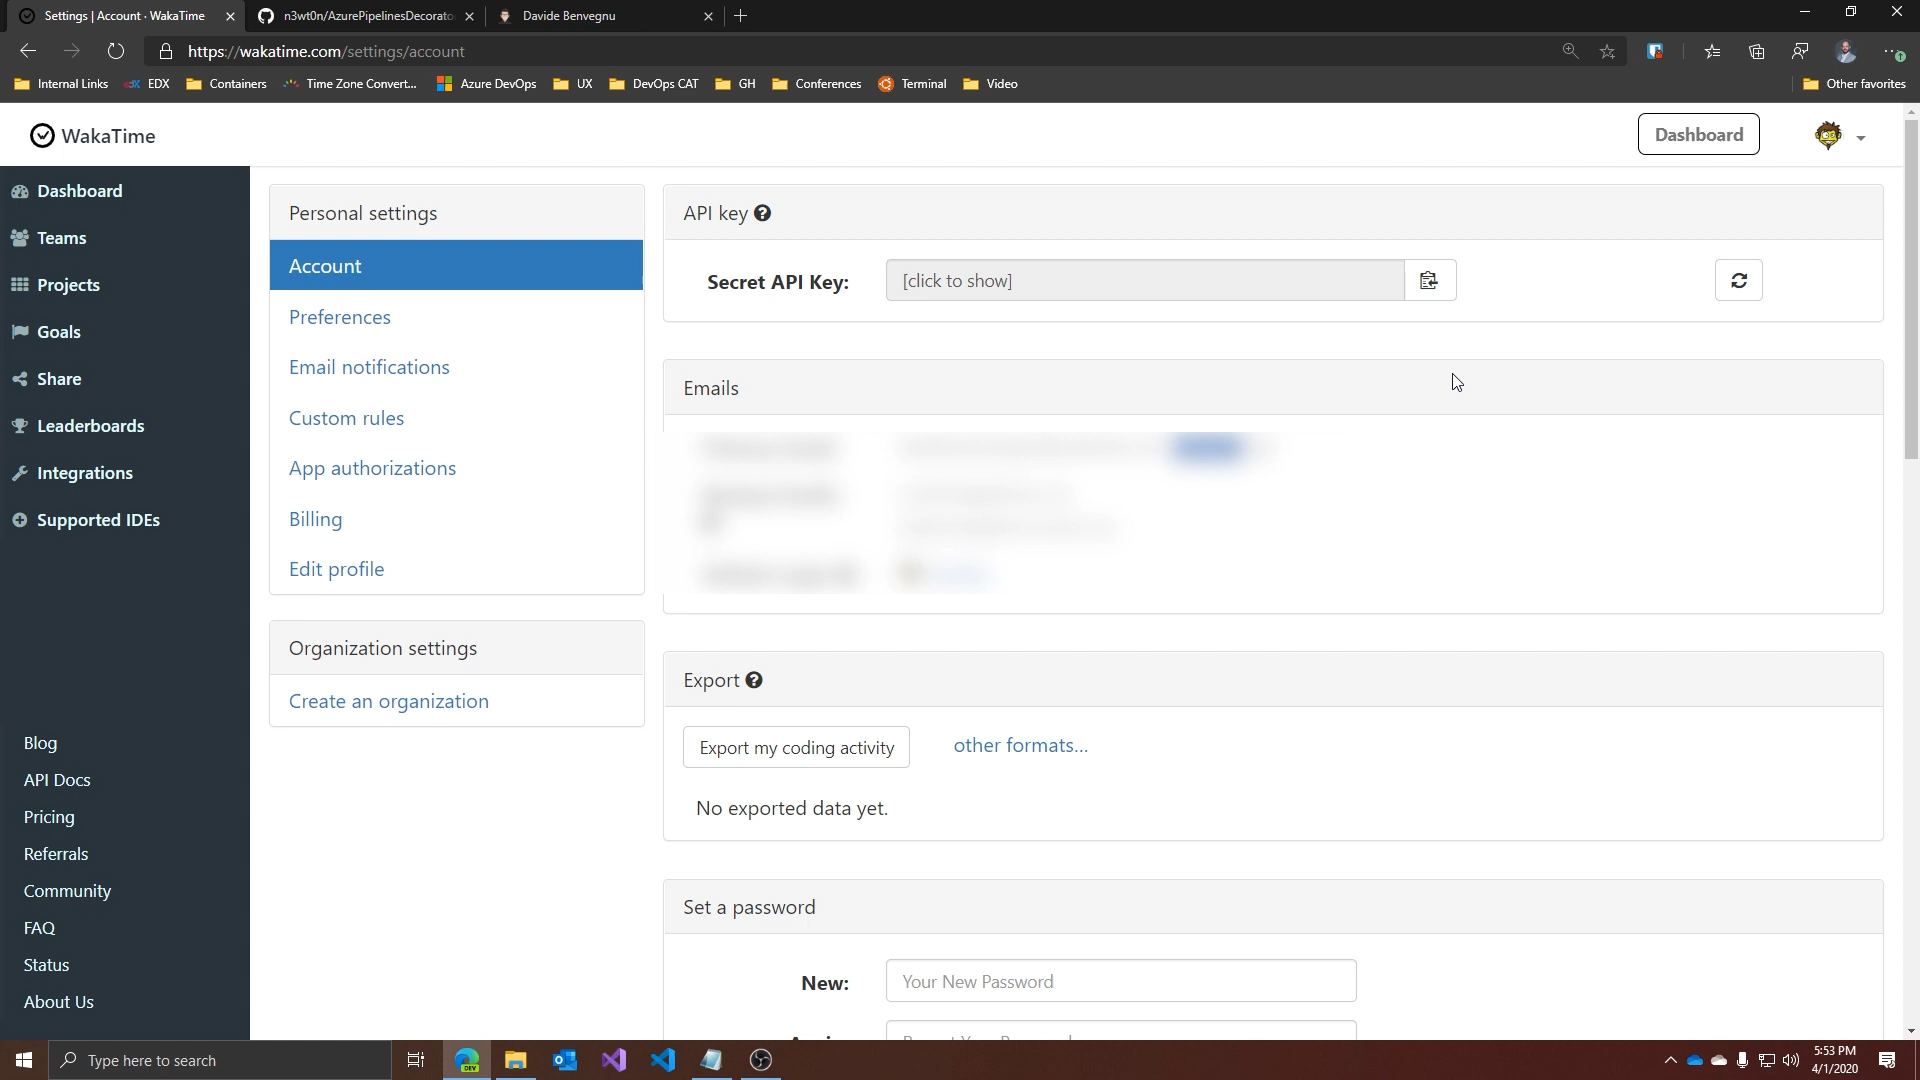 Settings | Account · WakaTime
n3wt0n/AzurePipelinesDecorato
Davide Benvegnu
https://wakatime.com/settings/account
Internal Links
EDX
Containers
Time Zone Convert...
Azure DevOps
UX
DevOps CAT
GH
Conferences
Terminal
Video
Other favorites
WakaTime
Dashboard
Dashboard
Teams
Projects
Goals
Share
Leaderboards
Integrations
Supported IDEs
Blog
API Docs
Pricing
Referrals
Community
FAQ
Status
About Us
Personal settings
Account
Preferences
Email notifications
Custom rules
App authorizations
Billing
Edit profile
Organization settings
Create an organization
API key
Secret API Key:
[click to show]
Emails
Export
Export my coding activity
other formats...
No exported data yet.
Set a password
New:
Your New Password
Type here to search
DEV
5:53 PM
4/1/2020